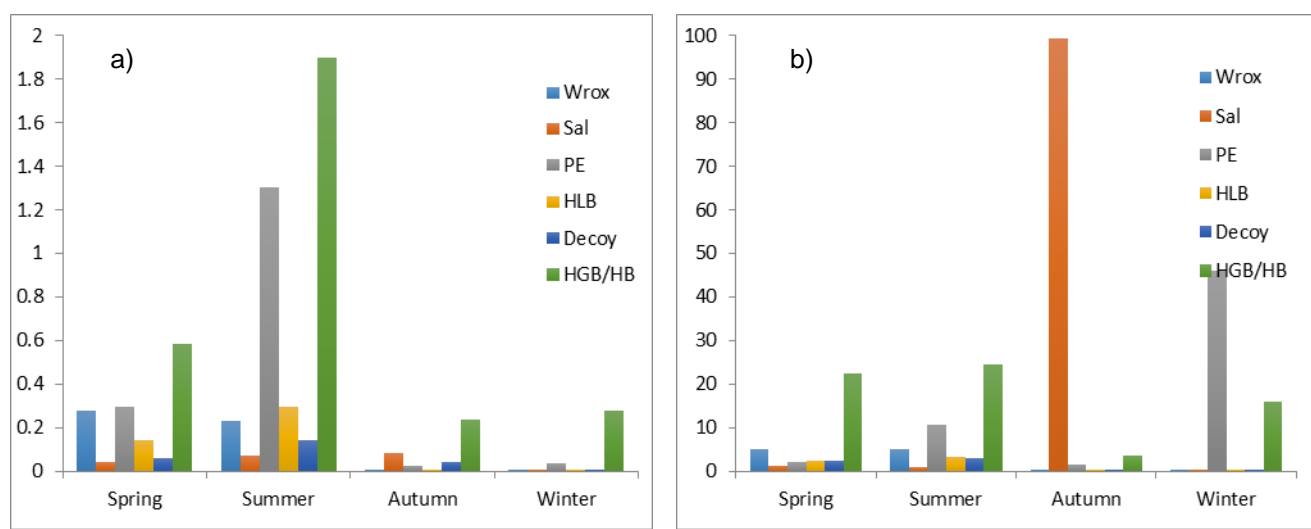 a)
2
1.8
1.6
1.4
1.2
1
0.8
0.6
0.4
0.2
0
Wrox
Sal
PE
HLB
Decoy
HGB/HB
Spring Summer Autumn Winter
b)
100
90
80
70
60
50
40
30
20
10
0
Wrox
Sal
PE
HLB
Decoy
HGB/HB
Spring Summer Autumn Winter